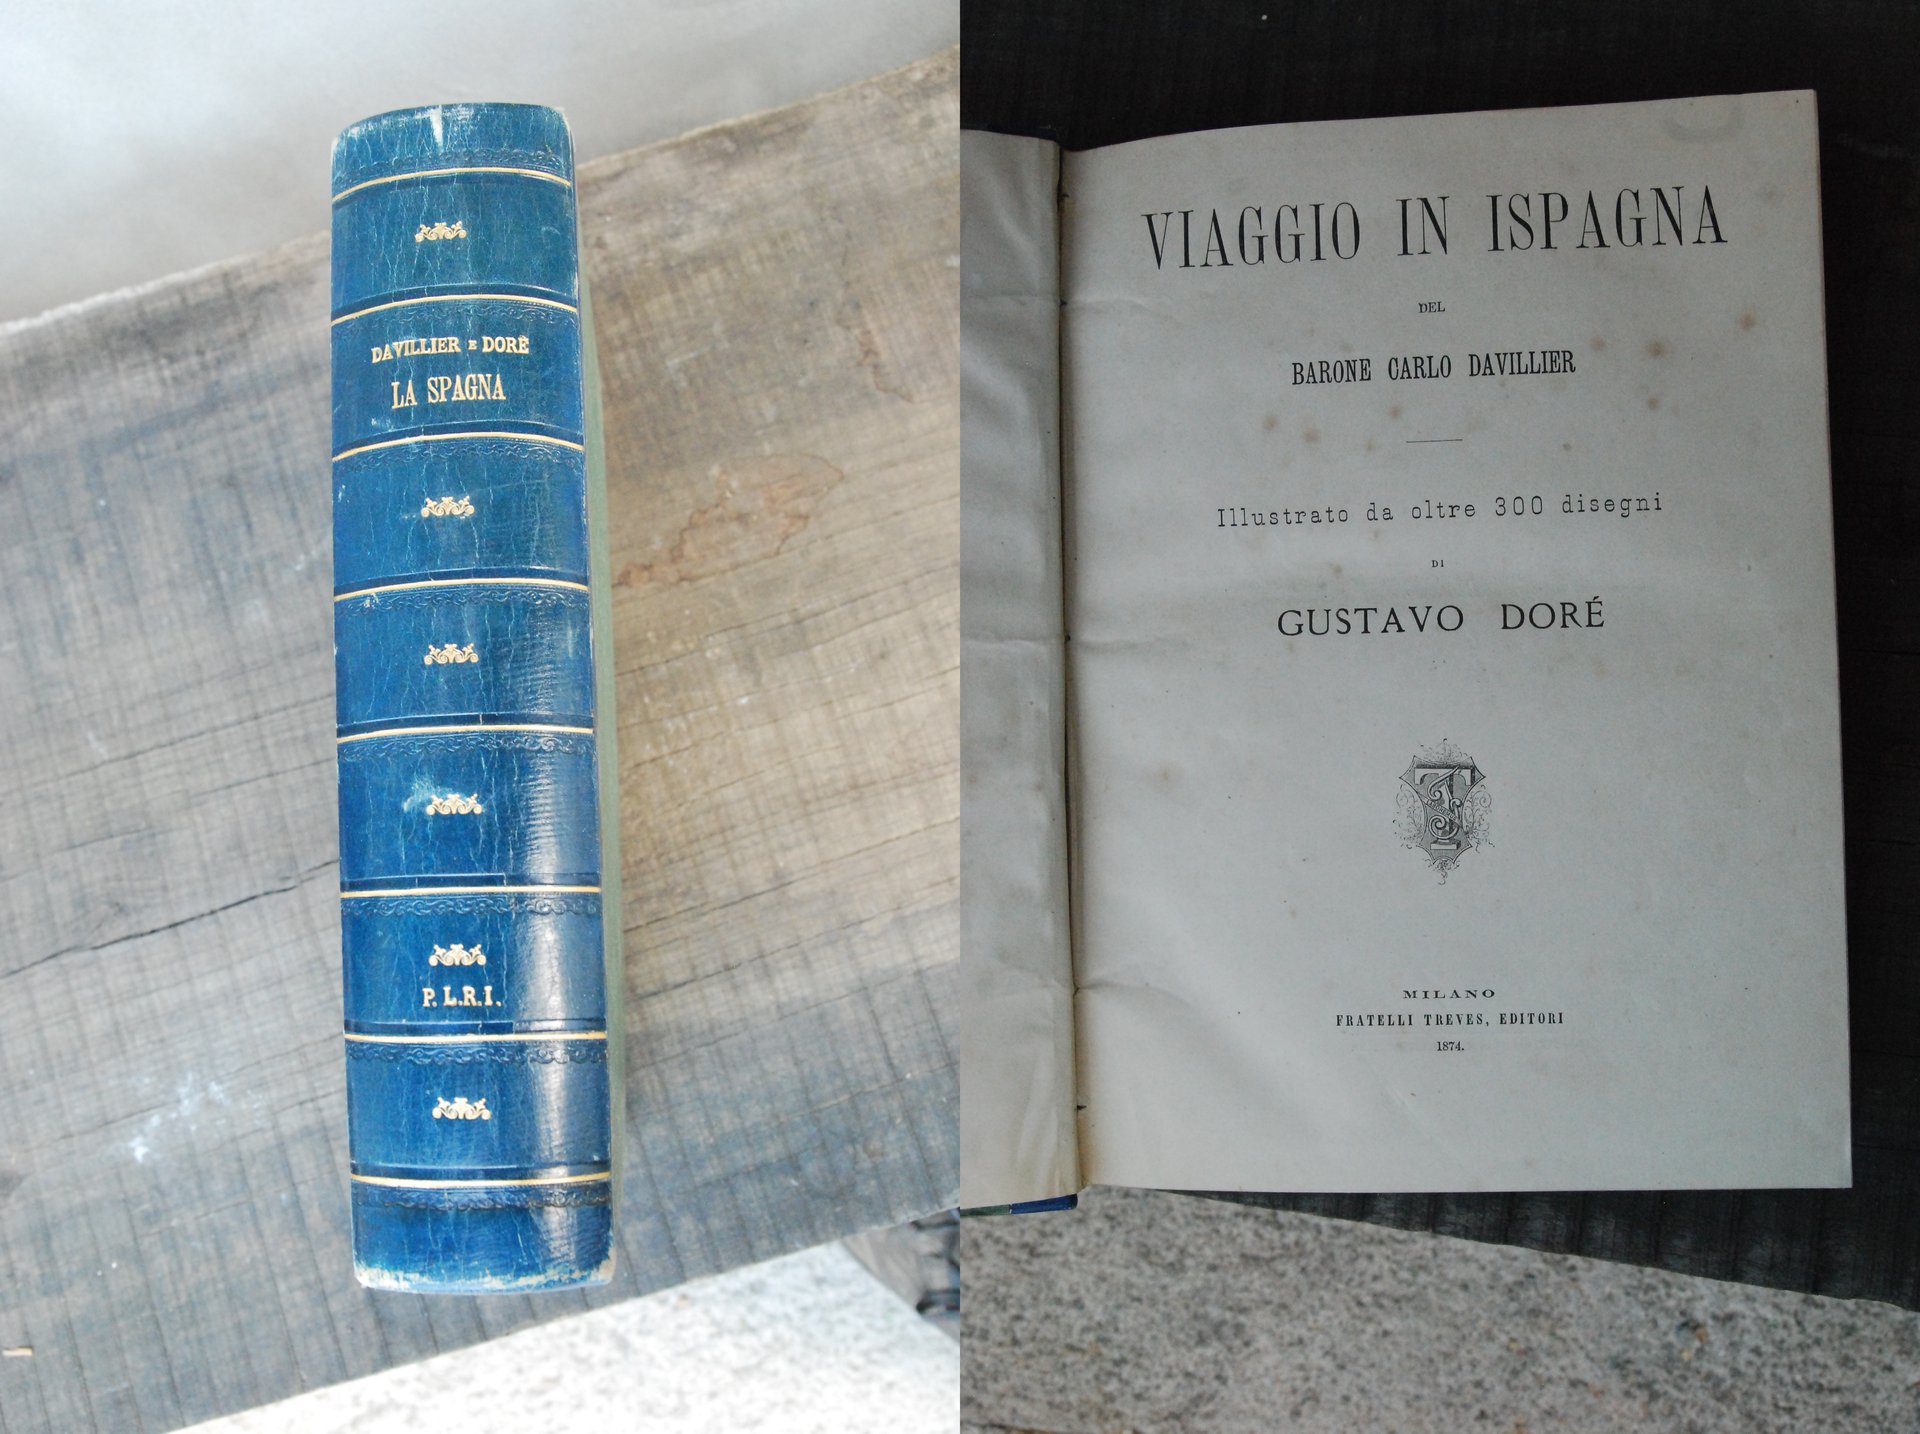 DAVILLIER E DORÈ
LA SPAGNA
P. L.R.I.
VIAGGIO IN ISPAGNA
DEL
BARONE CARLO DAVILLIER
Illustrato da oltre 300 disegni
DI
GUSTAVO DORÉ
MILANO
FRATELLI TREVES, EDITORI
1874.